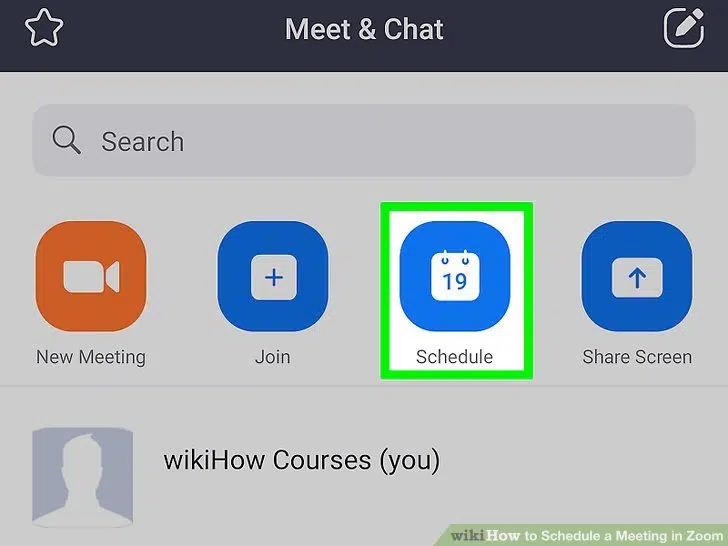 Meet & Chat
Search
19
New Meeting
Join
Schedule
Share Screen
wikiHow Courses (you)
wikiHow to Schedule a Meeting in Zoom